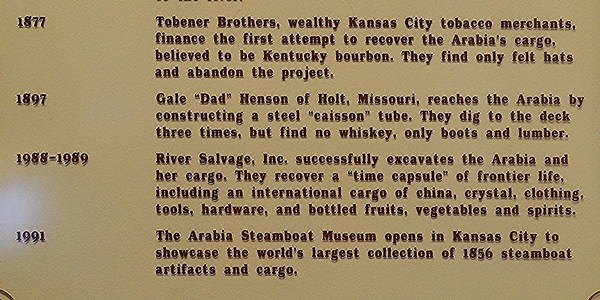 1877 Tobener Brothers, wealthy Kansas City tobacco merchants,
finance the first attempt to recover the Arabia's cargo,
believed to be Kentucky bourbon. They find only felt hats
and abandon the project.
1897 Gale "Dad" Henson of Holt, Missouri, reaches the Arabia by
constructing a steel "caisson" tube. They dig to the deck
three times, but find no whiskey, only boots and lumber.
1988-1989 River Salvage, Inc. successfully excavates the Arabia and
her cargo. They recover a "time capsule" of frontier life,
including an international cargo of china, crystal, clothing,
tools, hardware, and bottled fruits, vegetables and spirits.
1991 The Arabia Steamboat Museum opens in Kansas City to
showcase the world's largest collection of 1856 steamboat
artifacts and cargo.